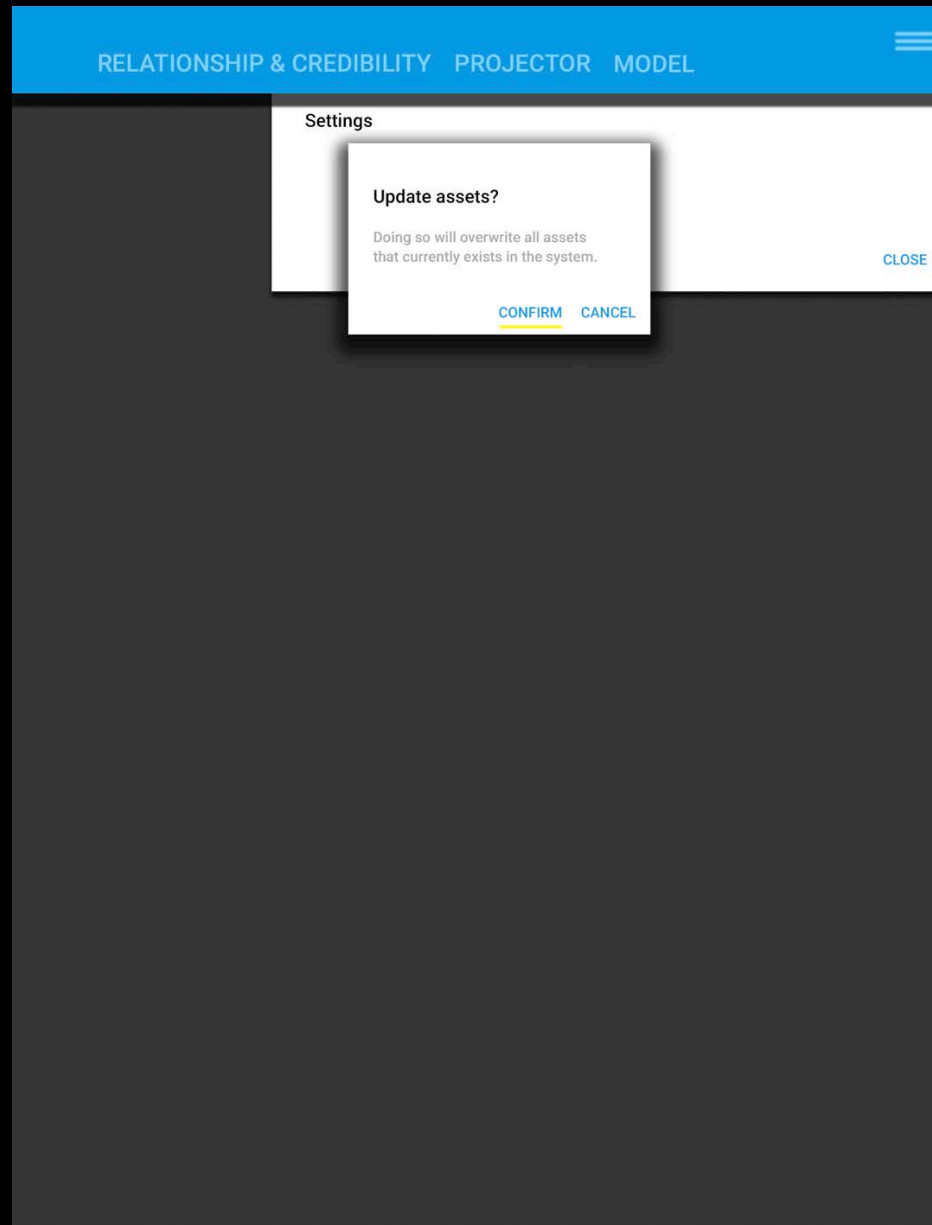 RELATIONSHIP & CREDIBILITY PROJECTOR MODEL
Settings
Update assets?
Doing so will overwrite all assets
that currently exists in the system.
CLOSE
CONFIRM CANCEL